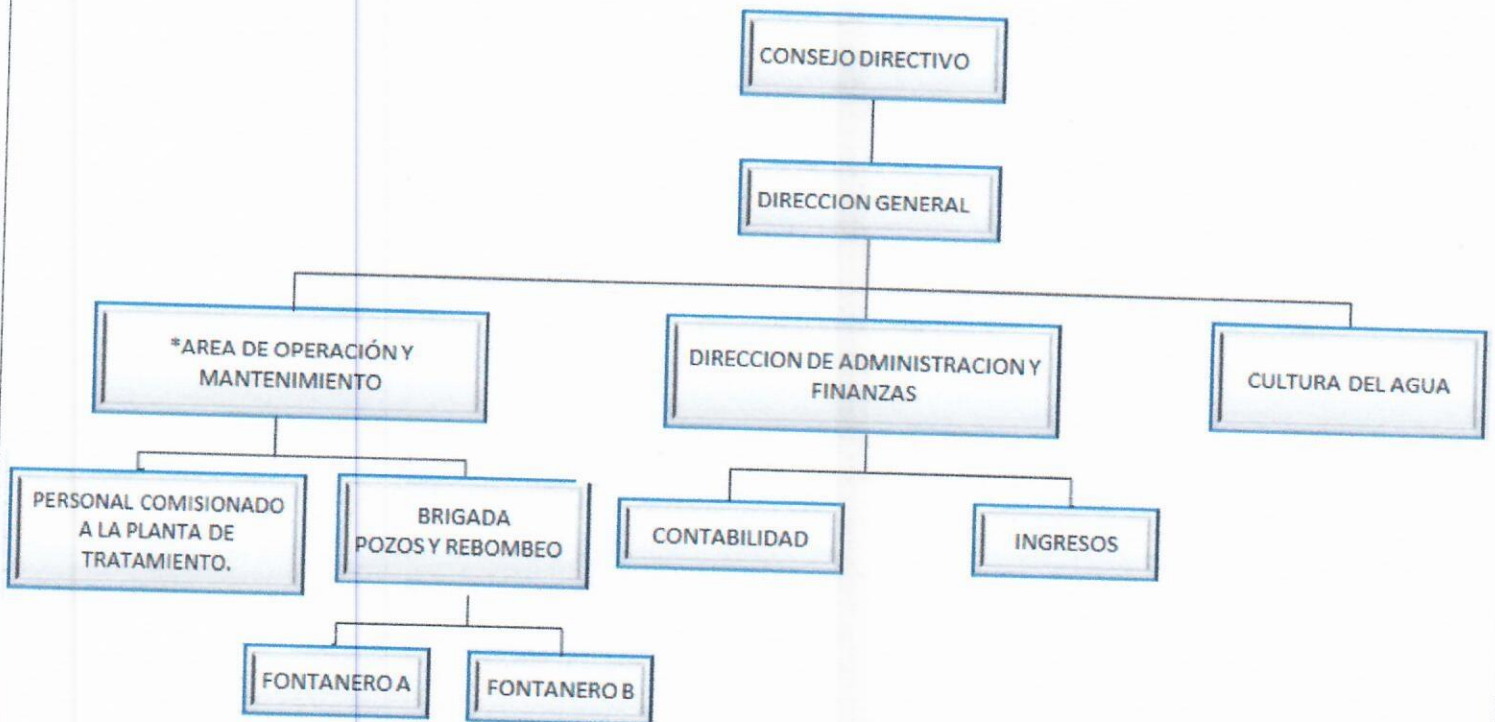 CONSEJO DIRECTIVO
DIRECCION GENERAL
*AREA DE OPERACIÓN Y
MANTENIMIENTO
DIRECCION DE ADMINISTRACION Y
FINANZAS
CULTURA DEL AGUA
PERSONAL COMISIONADO
A LA PLANTA DE
TRATAMIENTO.
BRIGADA
POZOS Y REBOMBEO
CONTABILIDAD
INGRESOS
FONTANERO A
FONTANERO B